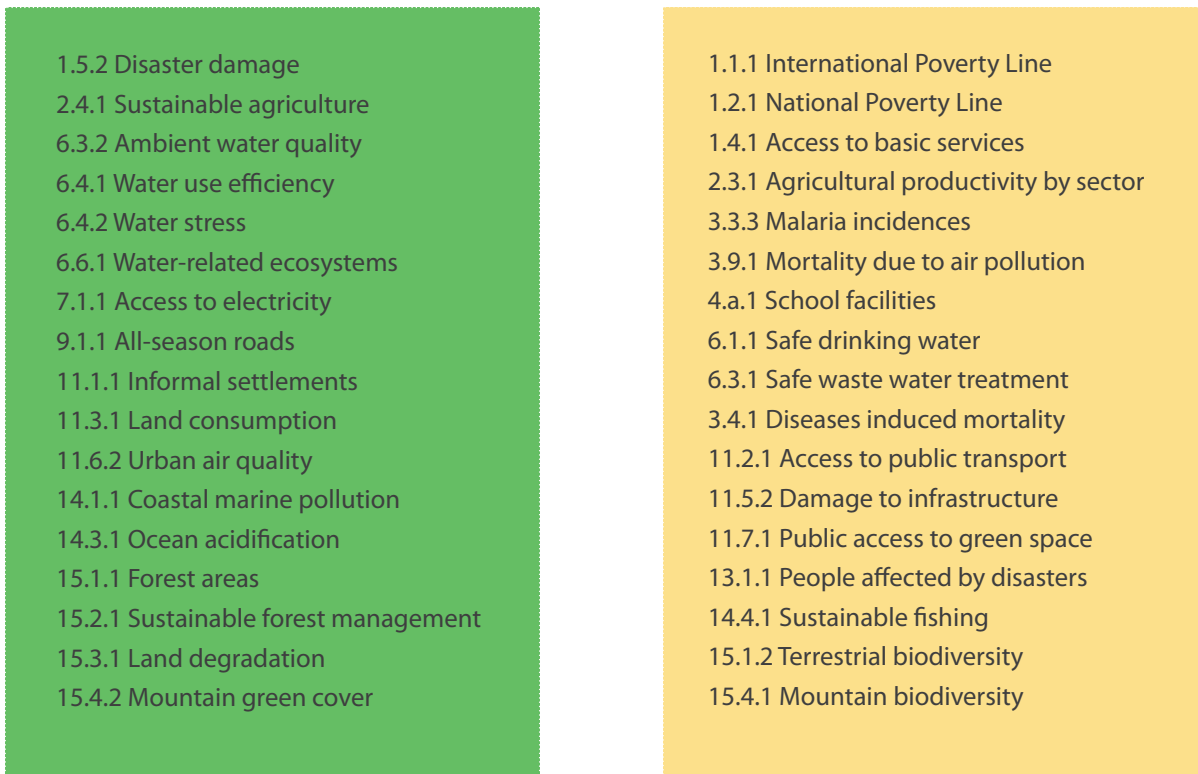 1.5.2 Disaster damage
2.4.1 Sustainable agriculture
6.3.2 Ambient water quality
6.4.1 Water use efficiency
6.4.2 Water stress
6.6.1 Water-related ecosystems
7.1.1 Access to electricity
9.1.1 All-season roads
11.1.1 Informal settlements
11.3.1 Land consumption
11.6.2 Urban air quality
14.1.1 Coastal marine pollution
14.3.1 Ocean acidification
15.1.1 Forest areas
15.2.1 Sustainable forest management
15.3.1 Land degradation
15.4.2 Mountain green cover
1.1.1 International Poverty Line
1.2.1 National Poverty Line
1.4.1 Access to basic services
2.3.1 Agricultural productivity by sector
3.3.3 Malaria incidences
3.9.1 Mortality due to air pollution
4.a.1 School facilities
6.1.1 Safe drinking water
6.3.1 Safe waste water treatment
3.4.1 Diseases induced mortality
11.2.1 Access to public transport
11.5.2 Damage to infrastructure
11.7.1 Public access to green space
13.1.1 People affected by disasters
14.4.1 Sustainable fishing
15.1.2 Terrestrial biodiversity
15.4.1 Mountain biodiversity